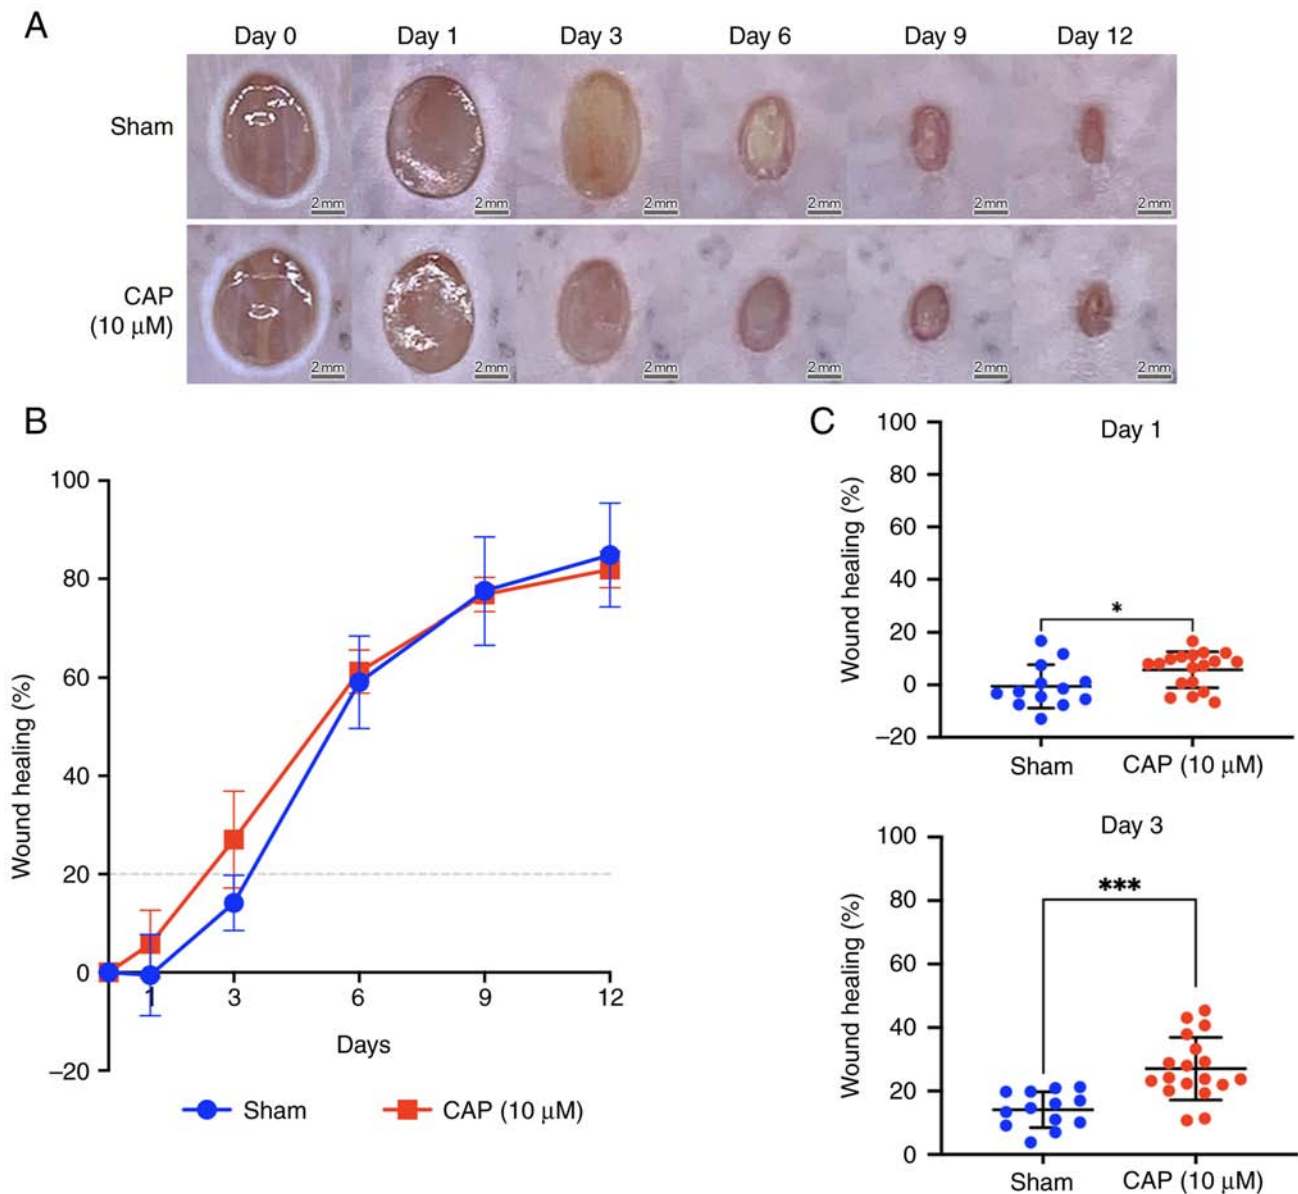 A
Day 0 Day 1 Day 3 Day 6 Day 9 Day 12
Sham
2 mm 2 mm 2 mm 2 mm 2 mm 2 mm
CAP
(10 μM)
2 mm 2 mm 2 mm 2 mm 2 mm 2 mm
B
100
80
60
40
20
0
–20
Wound healing (%)
1 3 6 9 12
Days
Sham CAP (10 μM)
C
Day 1
100
80
60
40
20
0
–20
Wound healing (%)
*
Sham CAP (10 μM)
Day 3
100
80
60
40
20
0
Wound healing (%)
***
Sham CAP (10 μM)